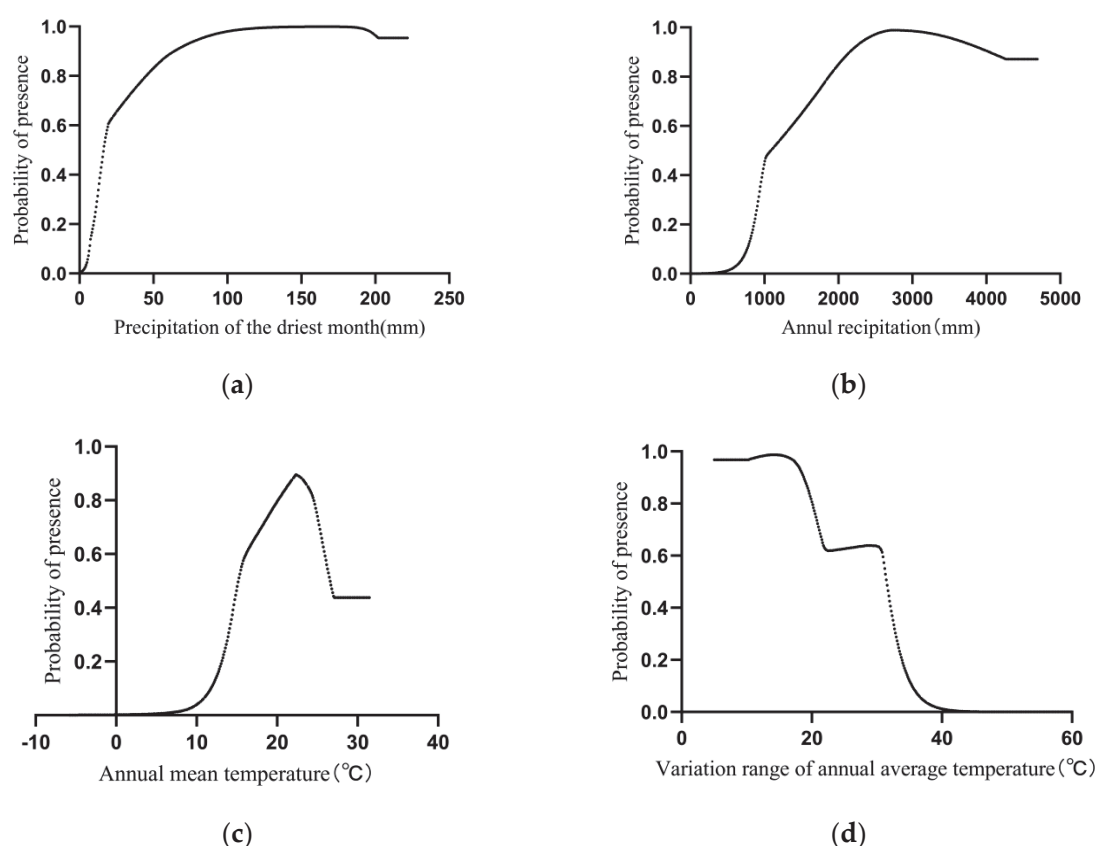 1.0
0.8
0.6
0.4
0.2
0.0
0 50 100 150 200 250
Probability of presence
Precipitation of the driest month(mm)
(a)
1.0
0.8
0.6
0.4
0.2
0.0
0 1000 2000 3000 4000 5000
Probability of presence
Annul recipitation(mm)
(b)
1.0
0.8
0.6
0.4
0.2
-10 0 10 20 30 40
Probability of presence
Annual mean temperature(℃)
(c)
1.0
0.8
0.6
0.4
0.2
0.0
0 20 40 60
Probability of presence
Variation range of annual average temperature(℃)
(d)